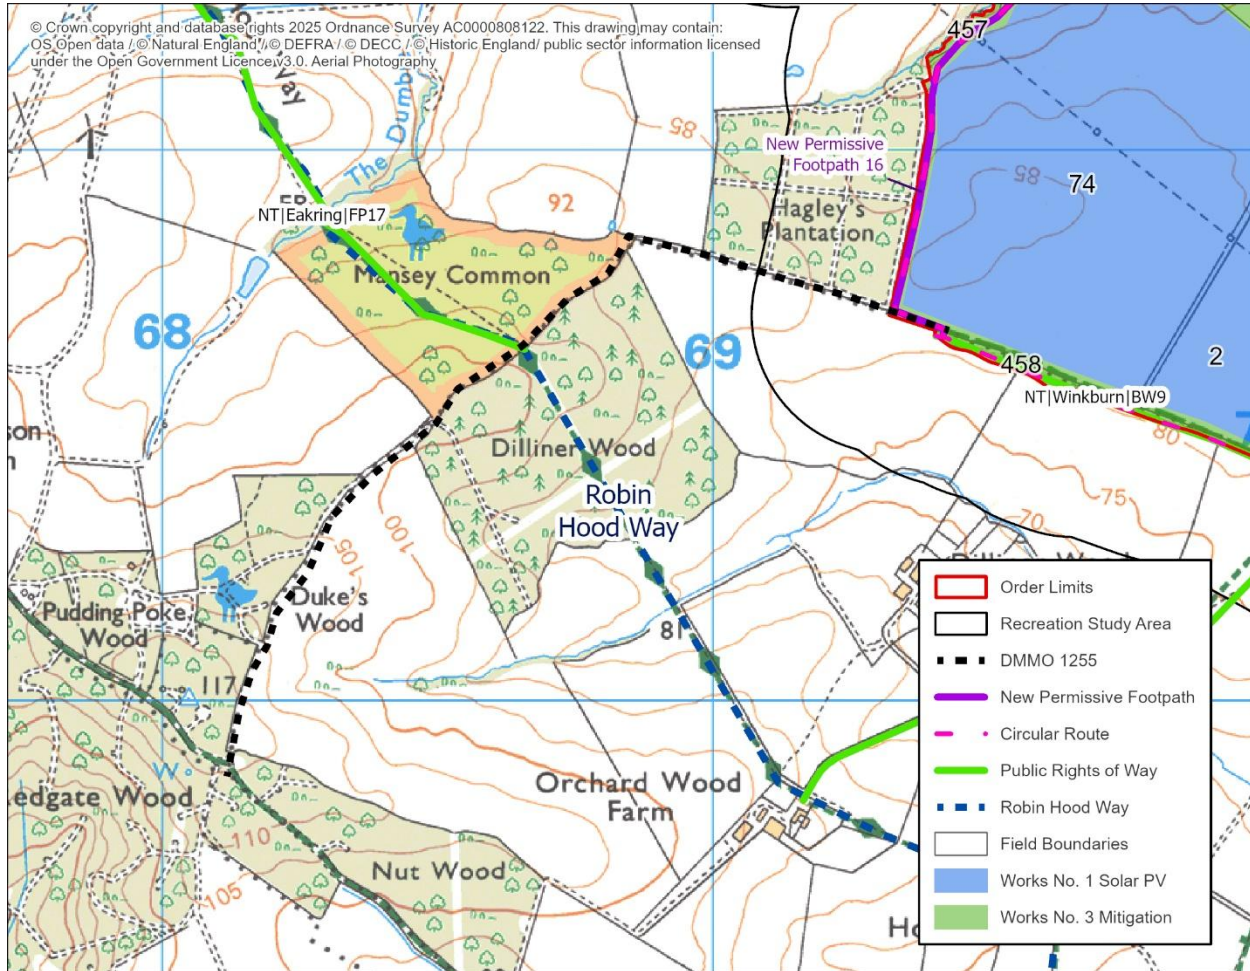 © Crown copyright and database rights 2025 Ordnance Survey AC0000808122. This drawing may contain:
OS Open data / © Natural England / © DEFRA / © DECC / © Historic England/ public sector information licensed
under the Open Government Licence v3.0. Aerial Photography
457
Way
The Dumb
85
New Permissive
Footpath 16
85
74
NT|Eakring|FP17
92
Hagley's
Plantation
Mansey Common
68
69
458
2
NT|Winkburn|BW9
80
Dilliner Wood
75
Robin
Hood Way
70
100
105
Duke's
Wood
Pudding Poke
Wood
81
117
W
edgate Wood
Orchard Wood
Farm
110
Nut Wood
105
Order Limits
Recreation Study Area
DMMO 1255
New Permissive Footpath
Circular Route
Public Rights of Way
Robin Hood Way
Field Boundaries
Works No. 1 Solar PV
Works No. 3 Mitigation